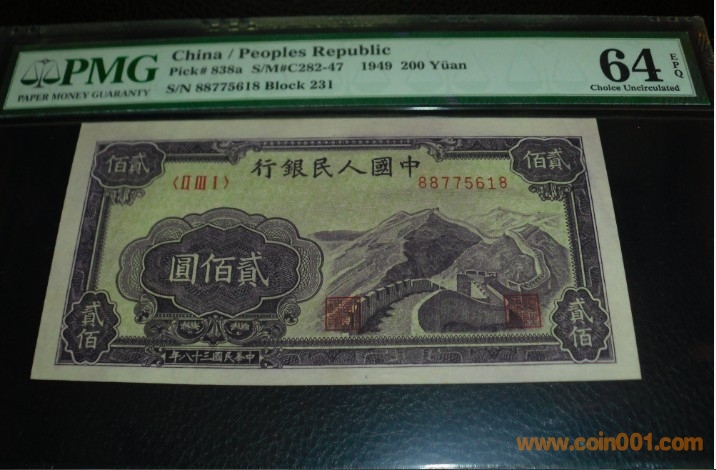 PMG
PAPER MONEY GUARANTY
China / Peoples Republic
Pick# 838a S/M#C282-47 1949 200 Yüan
S/N 88775618 Block 231
64 EPQ
Choice Uncirculated
行銀民人國中
佰貳
佰貳
〈II III I〉
88775618
圓佰貳
貳佰
貳佰
年八十三國民華中
www.coin001.com